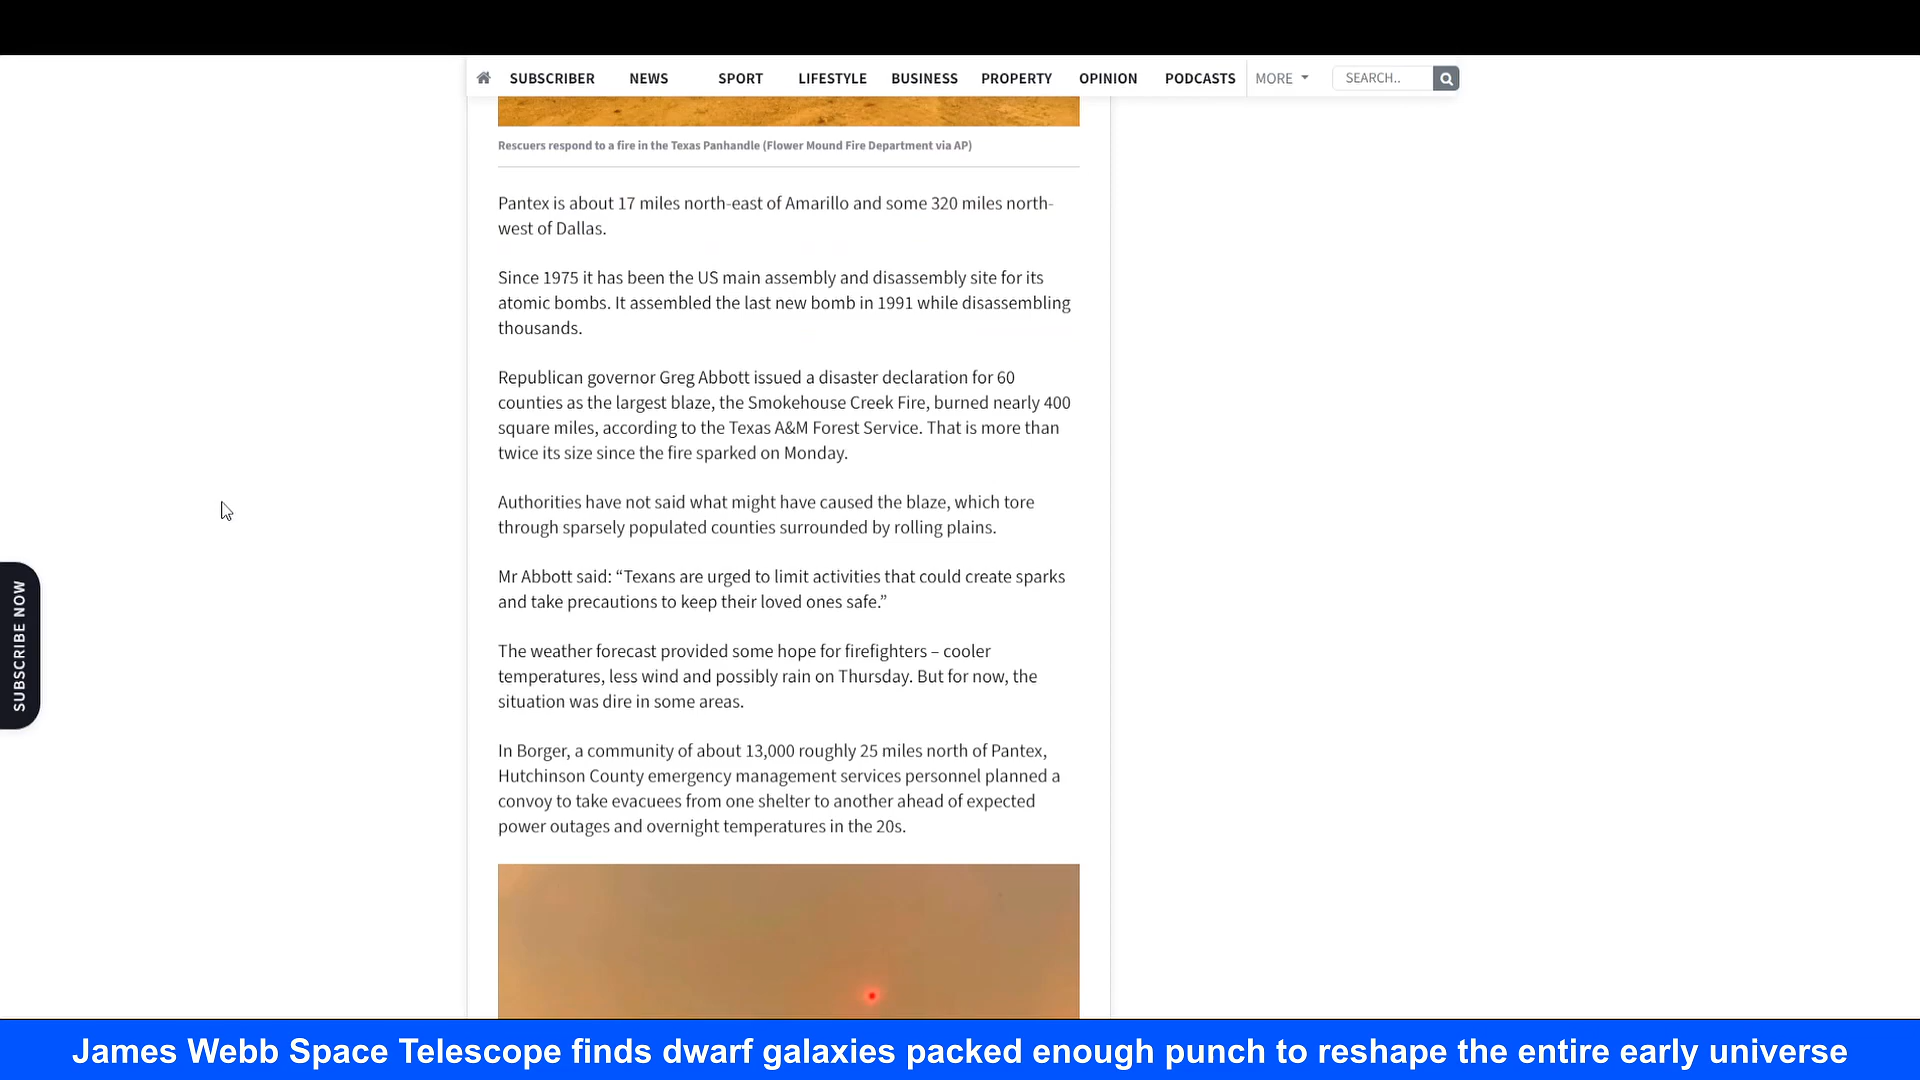 SUBSCRIBER NEWS SPORT LIFESTYLE BUSINESS PROPERTY OPINION PODCASTS MORE SEARCH..
Rescuers respond to a fire in the Texas Panhandle (Flower Mound Fire Department via AP)
Pantex is about 17 miles north-east of Amarillo and some 320 miles north-
west of Dallas.
Since 1975 it has been the US main assembly and disassembly site for its
atomic bombs. It assembled the last new bomb in 1991 while disassembling
thousands.
Republican governor Greg Abbott issued a disaster declaration for 60
counties as the largest blaze, the Smokehouse Creek Fire, burned nearly 400
square miles, according to the Texas A&M Forest Service. That is more than
twice its size since the fire sparked on Monday.
Authorities have not said what might have caused the blaze, which tore
through sparsely populated counties surrounded by rolling plains.
Mr Abbott said: “Texans are urged to limit activities that could create sparks
and take precautions to keep their loved ones safe.”
The weather forecast provided some hope for firefighters – cooler
temperatures, less wind and possibly rain on Thursday. But for now, the
situation was dire in some areas.
In Borger, a community of about 13,000 roughly 25 miles north of Pantex,
Hutchinson County emergency management services personnel planned a
convoy to take evacuees from one shelter to another ahead of expected
power outages and overnight temperatures in the 20s.
SUBSCRIBE NOW
James Webb Space Telescope finds dwarf galaxies packed enough punch to reshape the entire early universe